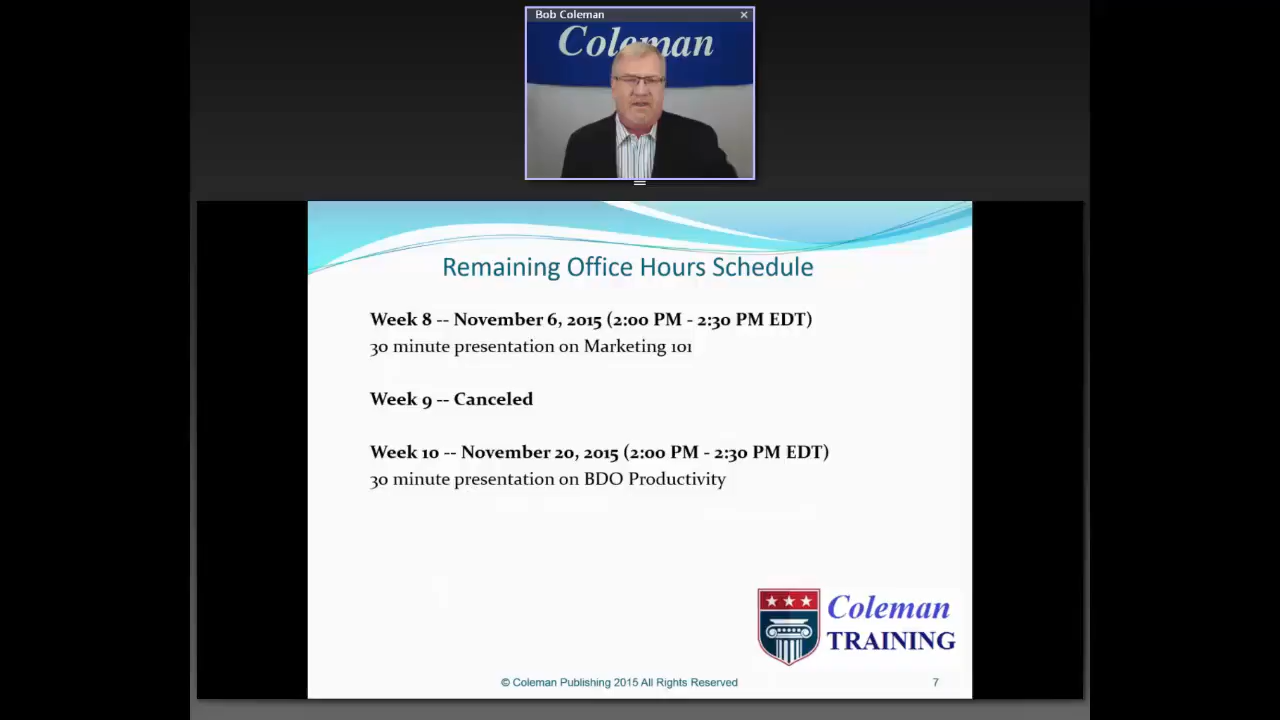 Bob Coleman
Coleman
Remaining Office Hours Schedule
Week 8 -- November 6, 2015 (2:00 PM - 2:30 PM EDT)
30 minute presentation on Marketing 101
Week 9 -- Canceled
Week 10 -- November 20, 2015 (2:00 PM - 2:30 PM EDT)
30 minute presentation on BDO Productivity
Coleman
TRAINING
© Coleman Publishing 2015 All Rights Reserved
7